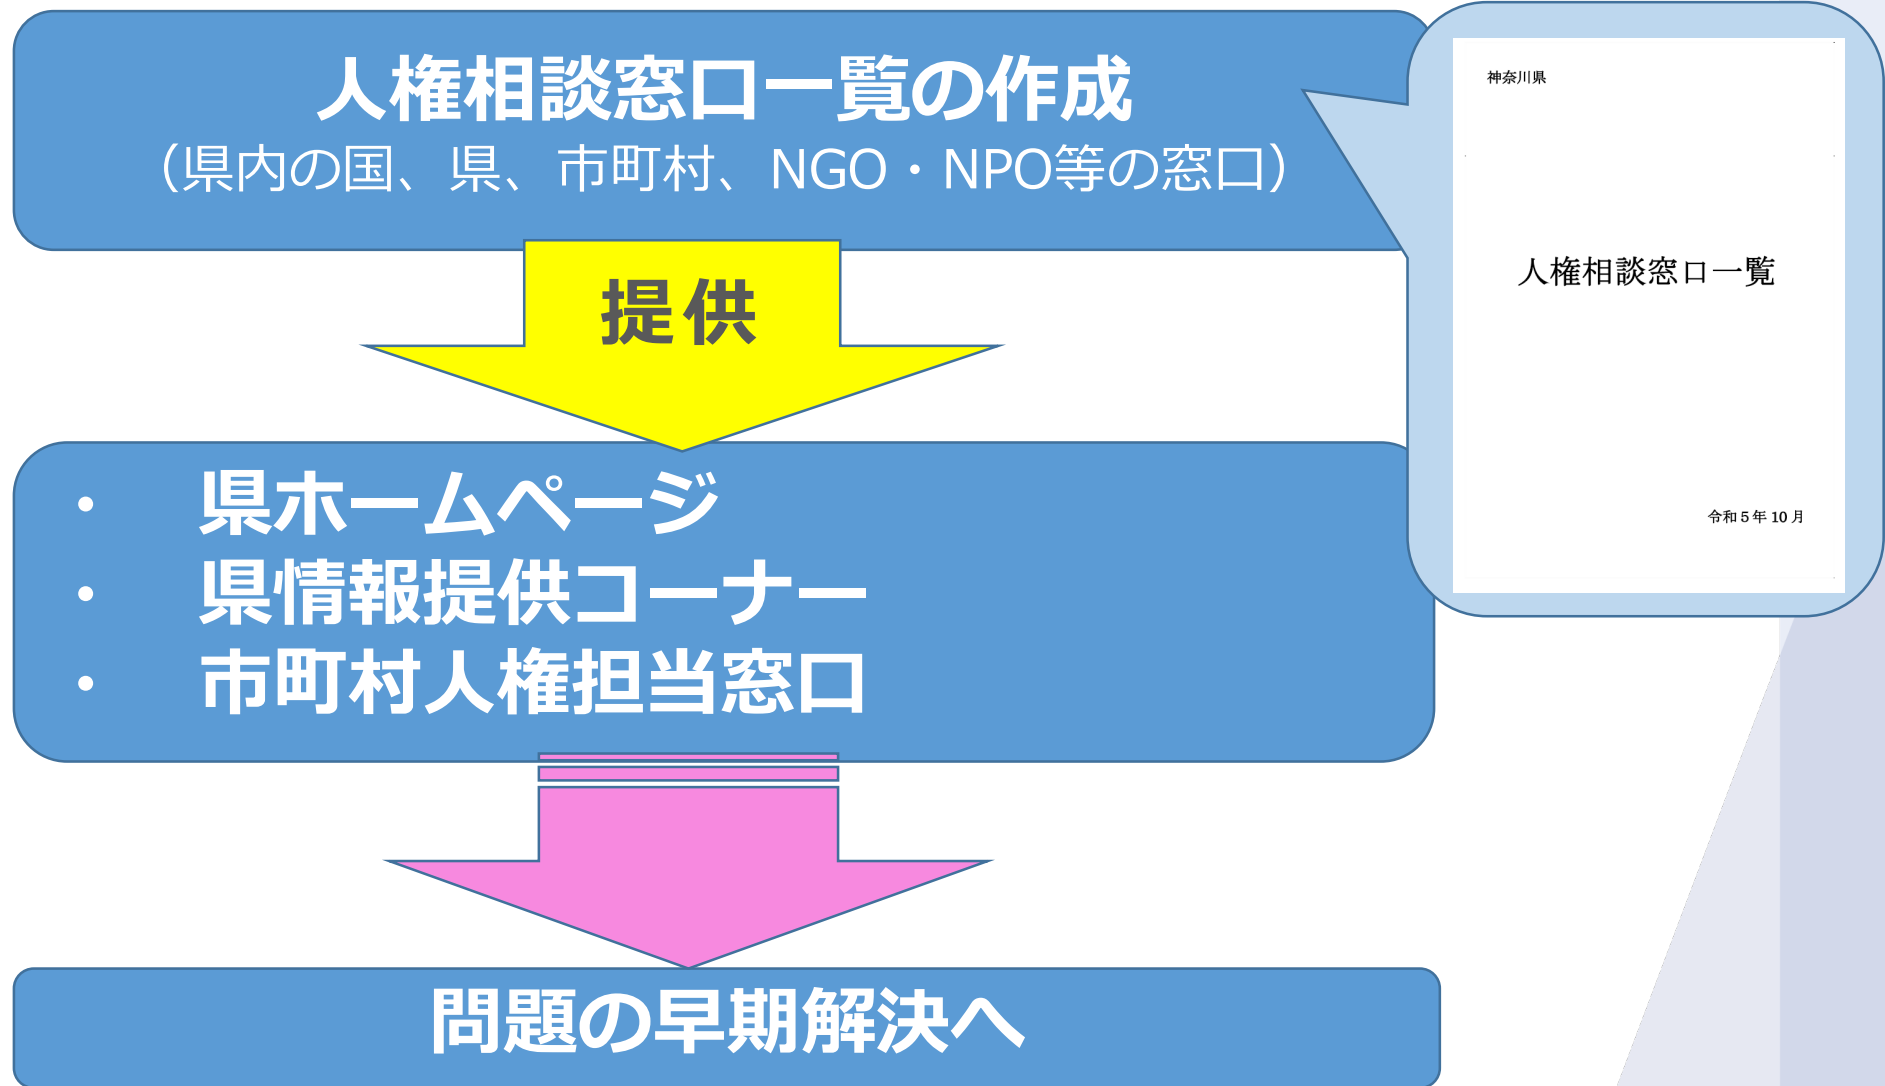 人権相談窓口一覧の作成
（県内の国、県、市町村、NGO・NPO等の窓口）
提供
・ 県ホームページ
・ 県情報提供コーナー
・ 市町村人権担当窓口
問題の早期解決へ
神奈川県
人権相談窓口一覧
令和５年 10 月